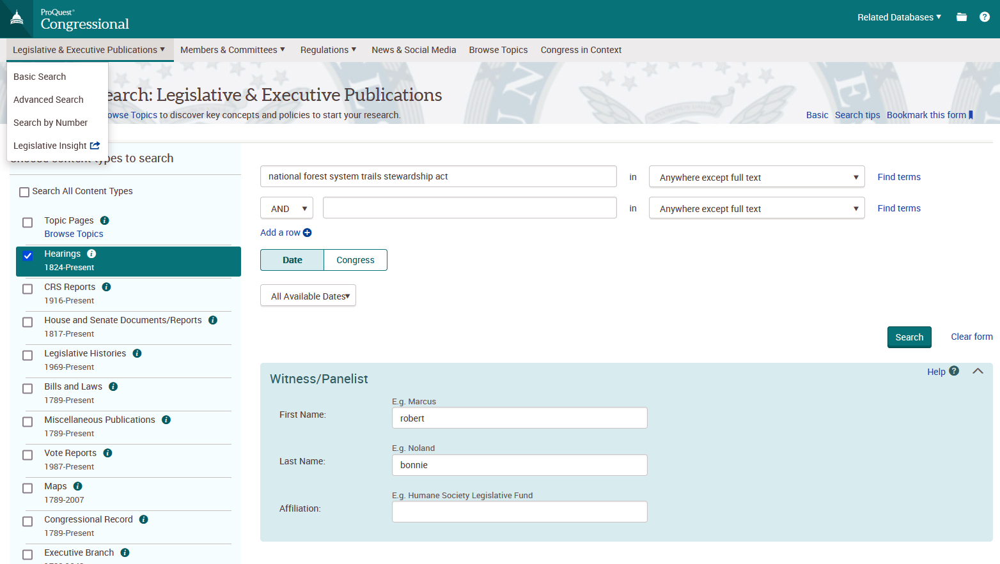 ProQuest®
Congressional
Related Databases
Legislative & Executive Publications
Members & Committees
Regulations
News & Social Media
Browse Topics
Congress in Context
Basic Search
Advanced Search
Search by Number
Legislative Insight
earch: Legislative & Executive Publications
owse Topics to discover key concepts and policies to start your research.
Basic
Search tips
Bookmark this form
types to search
Search All Content Types
Topic Pages
Browse Topics
Hearings
1824-Present
CRS Reports
1916-Present
House and Senate Documents/Reports
1817-Present
Legislative Histories
1969-Present
Bills and Laws
1789-Present
Miscellaneous Publications
1789-Present
Vote Reports
1987-Present
Maps
1789-2007
Congressional Record
1789-Present
Executive Branch
national forest system trails stewardship act
in
Anywhere except full text
Find terms
AND
in
Anywhere except full text
Find terms
Add a row
Date
Congress
All Available Dates
Search
Clear form
Witness/Panelist
Help
E.g. Marcus
First Name:
robert
E.g. Noland
Last Name:
bonnie
E.g. Humane Society Legislative Fund
Affiliation: